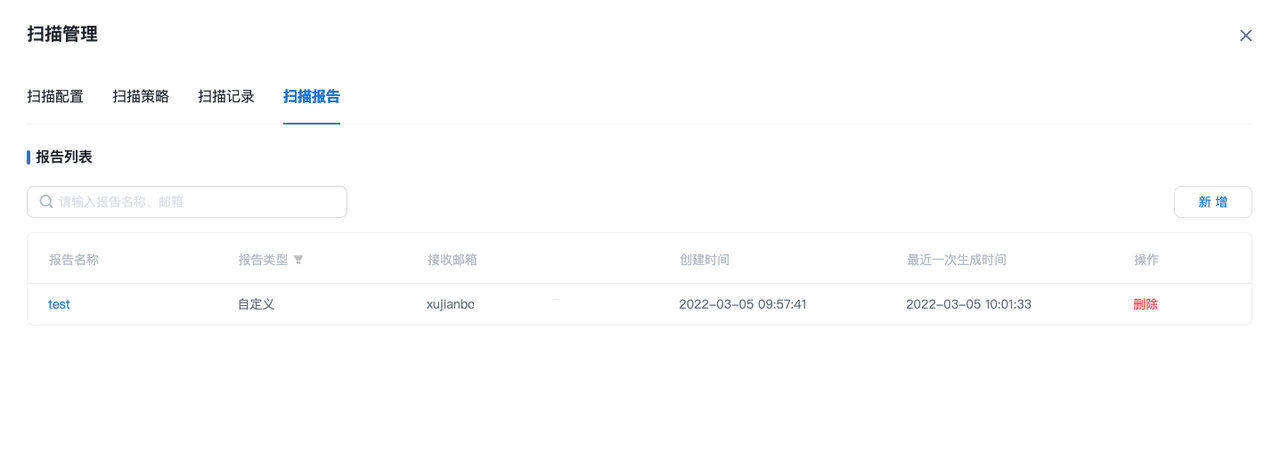 扫描管理
扫描配置 扫描策略 扫描记录 扫描报告
报告列表
请输入报告名称、邮箱 新 增
报告名称 报告类型 接收邮箱 创建时间 最近一次生成时间 操作
test 自定义 xujianbo 2022-03-05 09:57:41 2022-03-05 10:01:33 删除